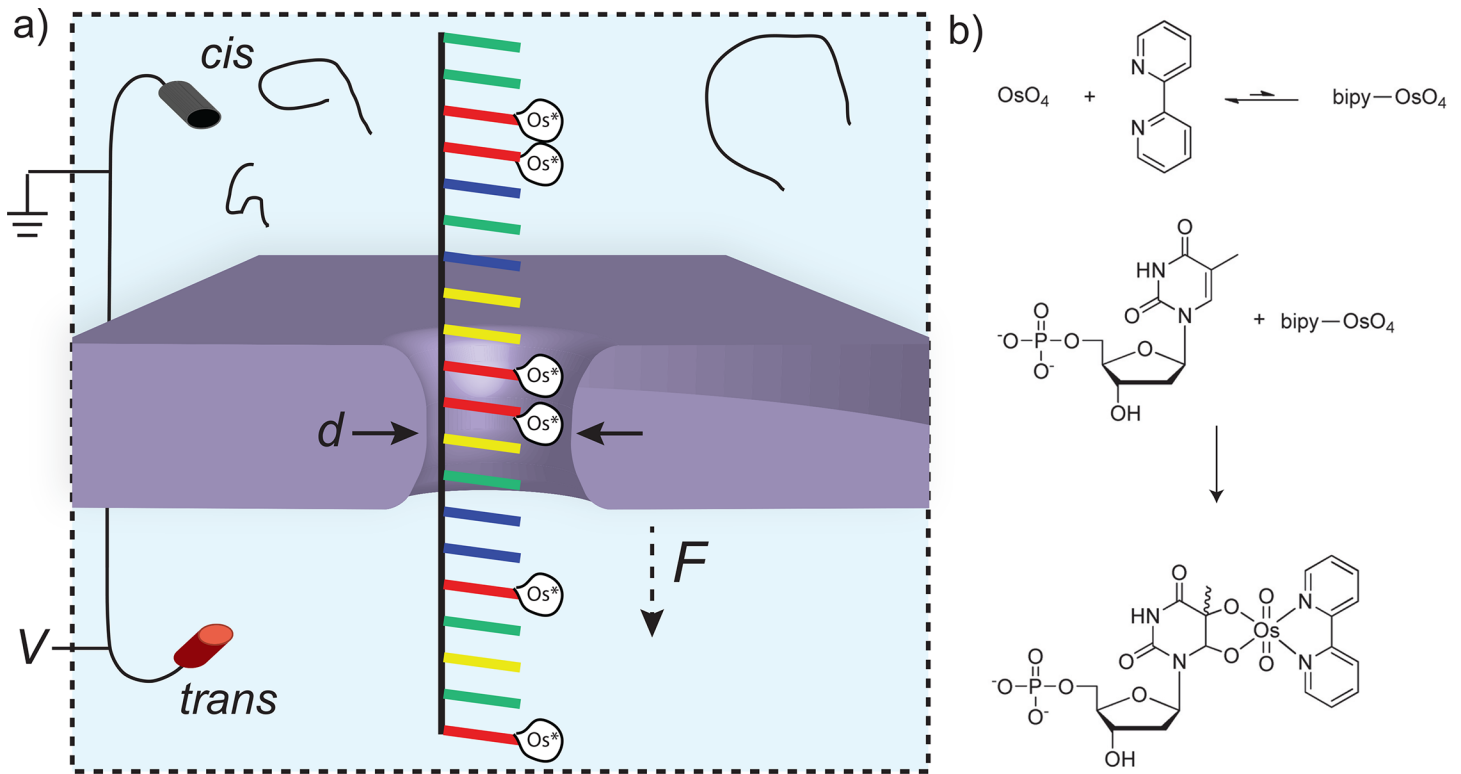 a)
cis
Os*
Os*
Os*
d
Os*
F
Os*
V
trans
Os*
b)
OsO4 + N N bipy—OsO4
O
HN
O N
O
-O—P—O O + bipy—OsO4
O-
OH
O
HN O O N
Os
O N O O N
O
-O—P—O O
O-
OH